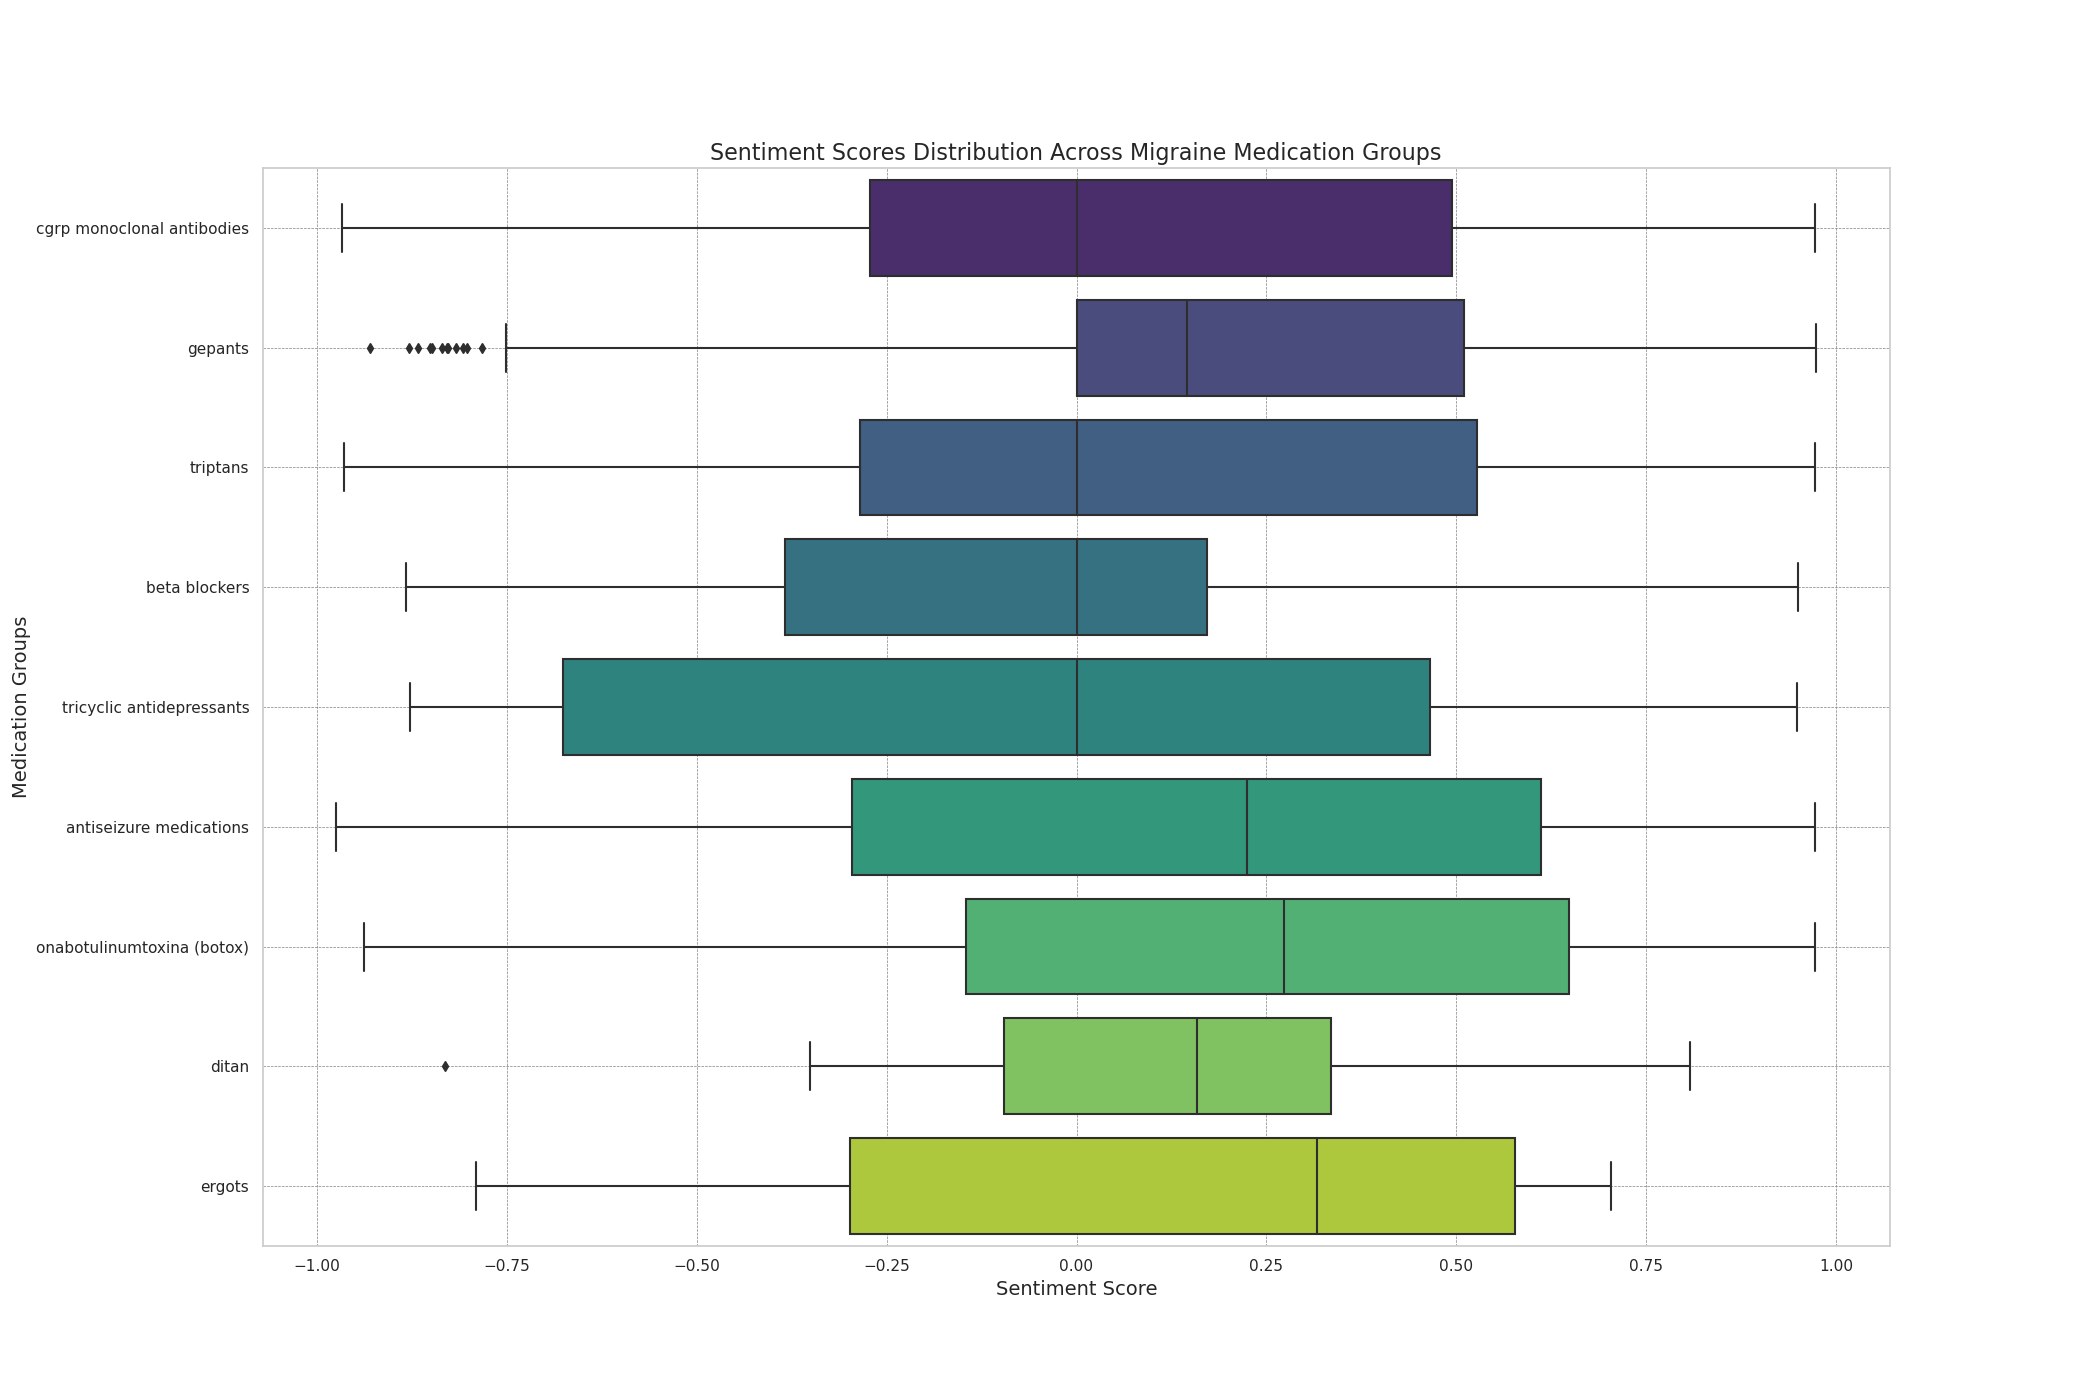 Sentiment Scores Distribution Across Migraine Medication Groups
cgrp monoclonal antibodies
gepants
triptans
beta blockers
tricyclic antidepressants
antiseizure medications
onabotulinumtoxina (botox)
ditan
ergots
Medication Groups
−1.00 −0.75 −0.50 −0.25 0.00 0.25 0.50 0.75 1.00
Sentiment Score